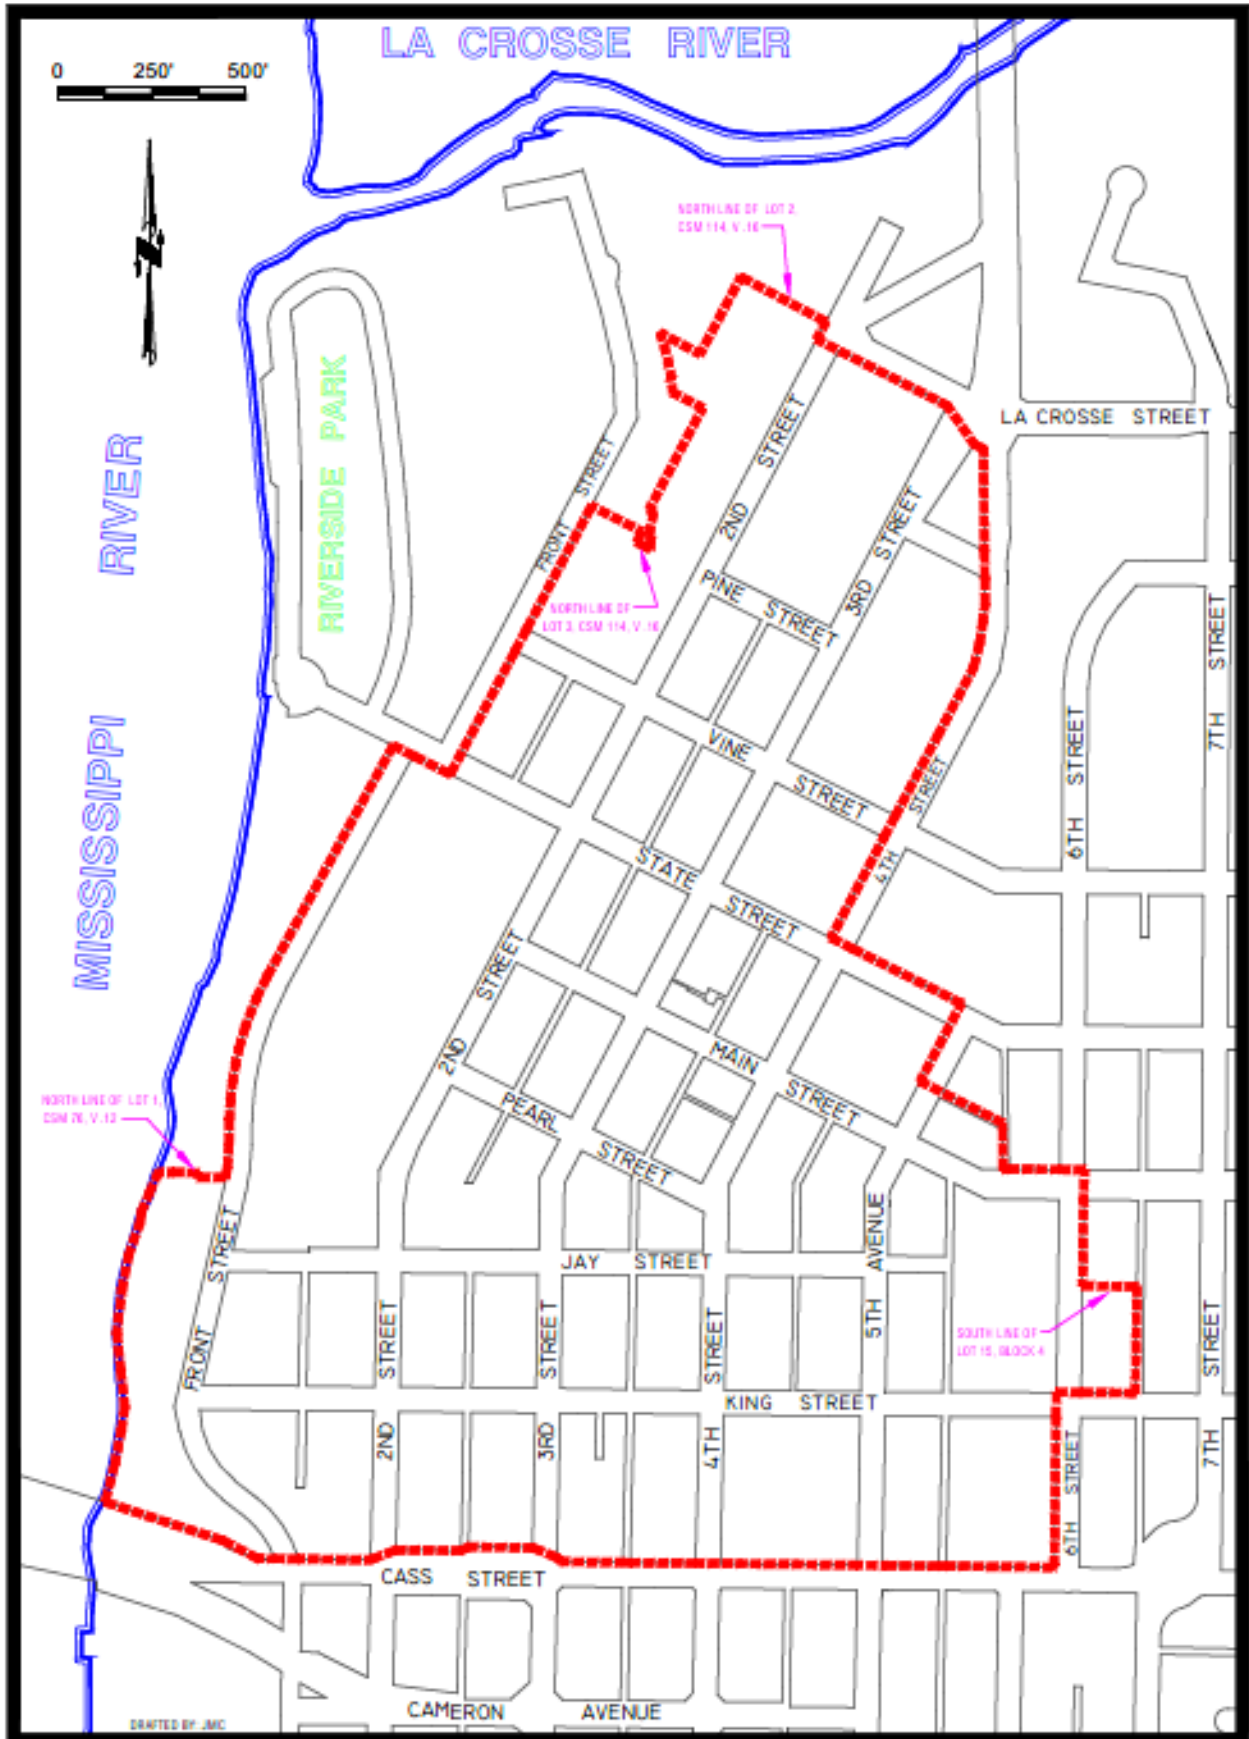 LA CROSSE RIVER
0 250' 500'
NORTH LINE OF LOT 2,
CSM 114, V. 16
RIVERSIDE PARK
LA CROSSE STREET
MISSISSIPPI RIVER
FRONT STREET
2ND STREET
3RD STREET
NORTH LINE OF
LOT 3, CSM 114, V. 16
PINE STREET
VINE STREET
4TH STREET
6TH STREET
7TH STREET
STATE STREET
2ND STREET
MAIN STREET
NORTH LINE OF LOT 1,
CSM 76, V. 12
PEARL STREET
FRONT STREET
JAY STREET
5TH AVENUE
2ND STREET
3RD STREET
4TH STREET
SOUTH LINE OF
LOT 15, BLOCK 4
7TH STREET
KING STREET
6TH STREET
CASS STREET
CAMERON AVENUE
DRAFTED BY: JMC